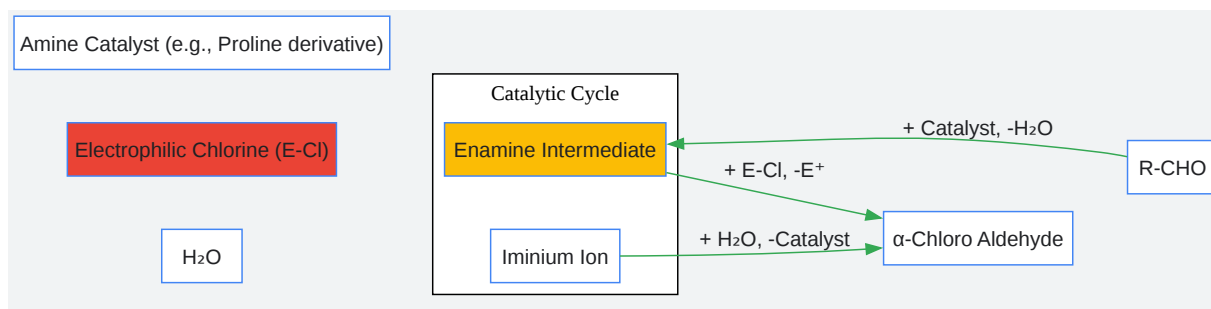 Amine Catalyst (e.g., Proline derivative)
Catalytic Cycle
Electrophilic Chlorine (E-Cl)
Enamine Intermediate
+ Catalyst, -H₂O
R-CHO
+ E-Cl, -E⁺
H₂O
Iminium Ion
+ H₂O, -Catalyst
α-Chloro Aldehyde